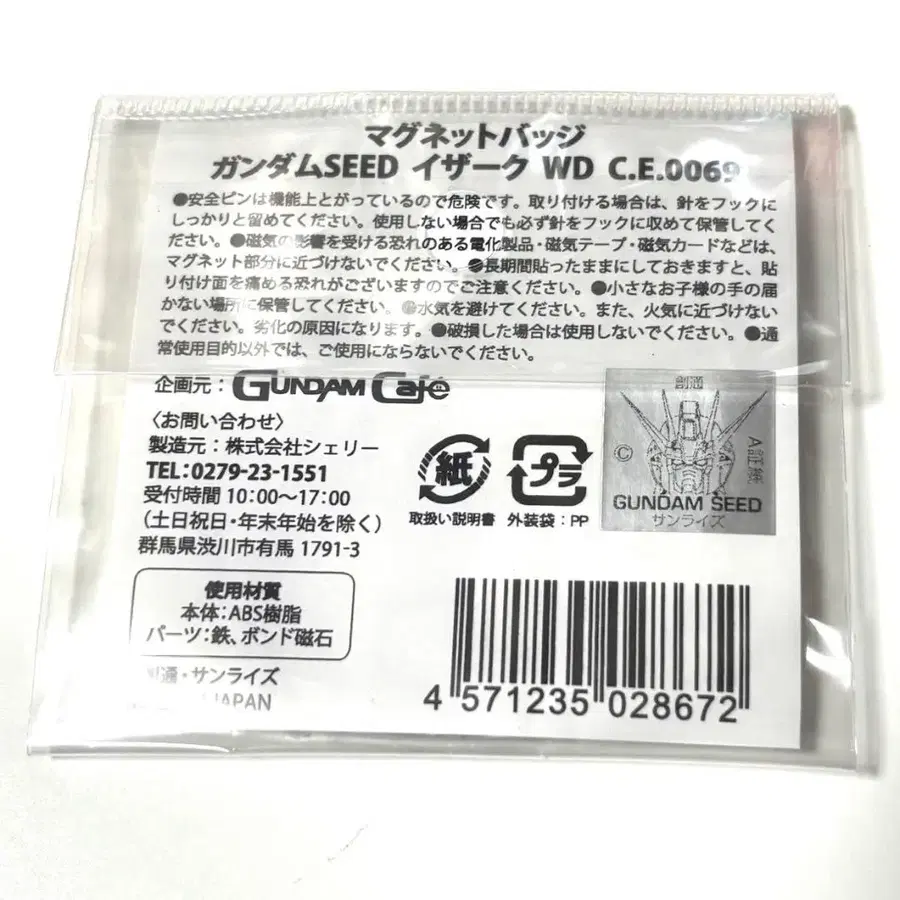 マグネットバッジ
ガンダムSEED イザーク WD C.E.0069
●安全ピンは機能上とがっているので危険です。取り付ける場合は、針をフックに
しっかりと留めてください。使用しない場合でも必ず針をフックに収めて保管してく
ださい。●磁気の影響を受ける恐れのある電化製品・磁気テープ・磁気カードなどは、
マグネット部分に近づけないでください。●長期間貼ったままにしておきますと、貼
り付け面を痛める恐れがございますのでご注意ください。●小さなお子様の手の届
かない場所に保管してください。●水気を避けてください。また、火気に近づけない
でください。劣化の原因になります。●破損した場合は使用しないでください。●通
常使用目的以外では、ご使用にならないでください。
企画元：GUNDAM Café
〈お問い合わせ〉
製造元：株式会社シェリー
TEL:0279-23-1551
受付時間 10:00～17:00
（土日祝日・年末年始を除く）
群馬県渋川市有馬 1791-3
紙
取扱い説明書
プラ
外装袋：PP
創通
©
A証紙
GUNDAM SEED
サンライズ
使用材質
本体：ABS樹脂
パーツ：鉄、ボンド磁石
創通・サンライズ
JAPAN
4 571235 028672